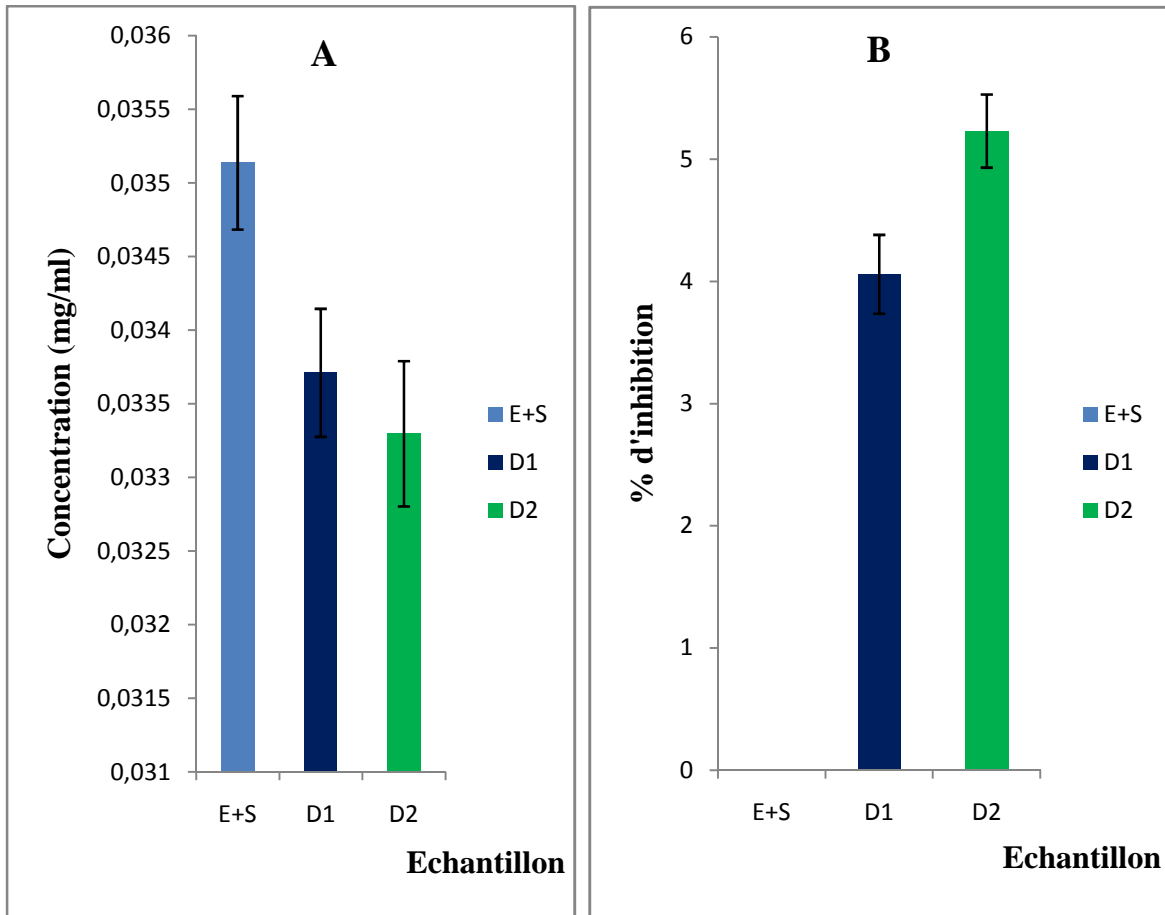 A
Concentration (mg/ml)
0,036
0,0355
0,035
0,0345
0,034
0,0335
0,033
0,0325
0,032
0,0315
0,031
E+S D1 D2
Echantillon
E+S
D1
D2
B
% d'inhibition
6
5
4
3
2
1
0
E+S D1 D2
Echantillon
E+S
D1
D2